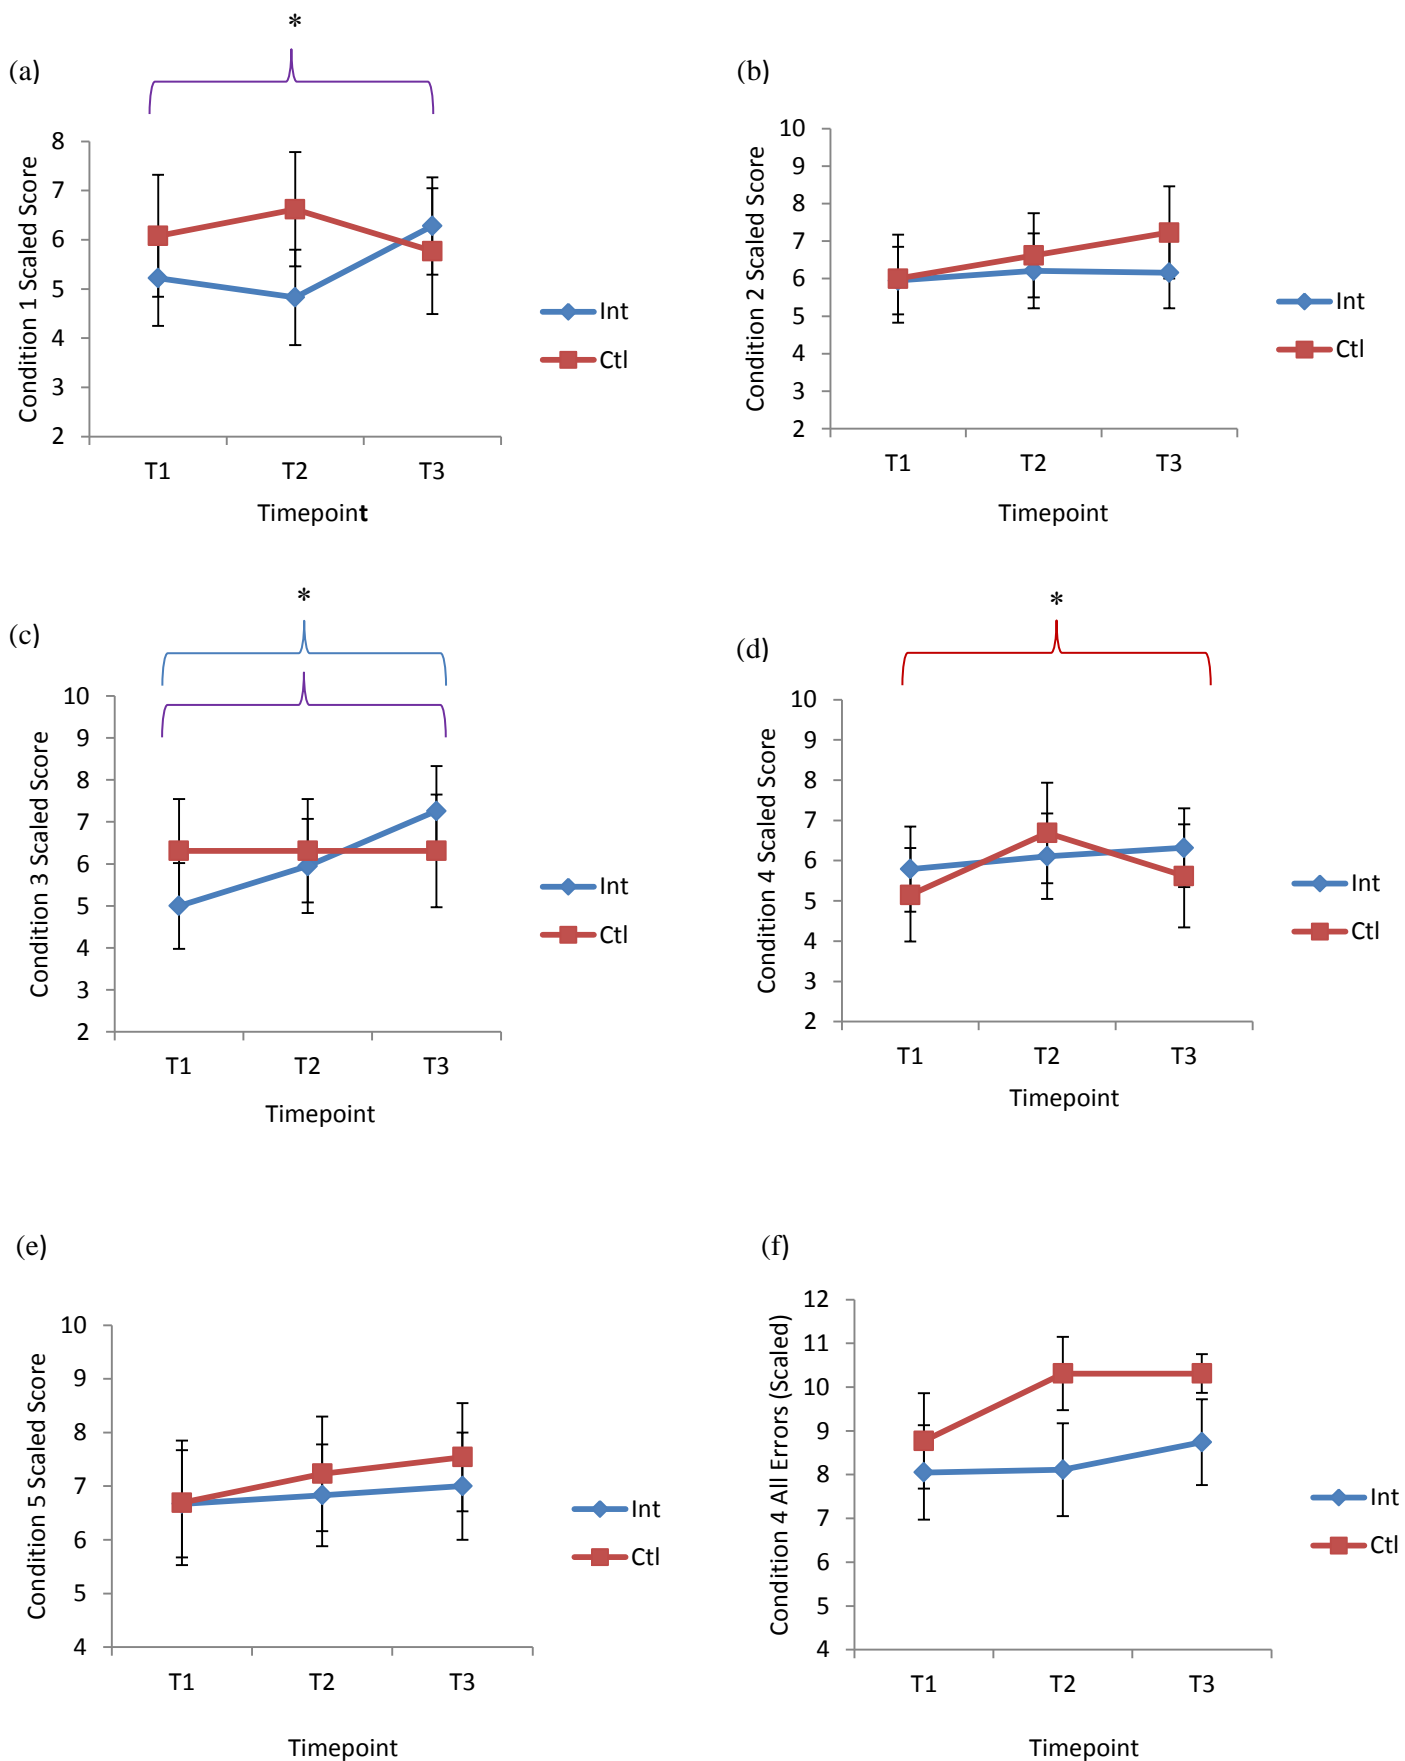 *
(a)
Condition 1 Scaled Score
8
7
6
5
4
3
2
T1 T2 T3
Timepoint
Int
Ctl
(b)
Condition 2 Scaled Score
10
9
8
7
6
5
4
3
2
T1 T2 T3
Timepoint
Int
Ctl
*
(c)
Condition 3 Scaled Score
10
9
8
7
6
5
4
3
2
T1 T2 T3
Timepoint
Int
Ctl
*
(d)
Condition 4 Scaled Score
10
9
8
7
6
5
4
3
2
T1 T2 T3
Timepoint
Int
Ctl
(e)
Condition 5 Scaled Score
10
9
8
7
6
5
4
T1 T2 T3
Timepoint
Int
Ctl
(f)
Condition 4 All Errors (Scaled)
12
11
10
9
8
7
6
5
4
T1 T2 T3
Timepoint
Int
Ctl